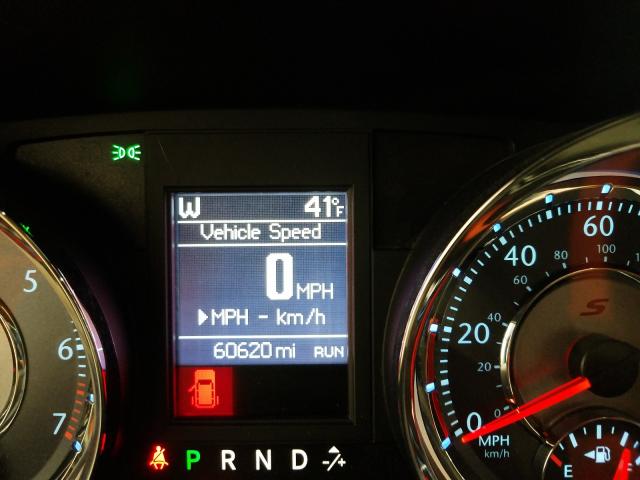 W 41°F
Vehicle Speed
0 MPH
▸MPH - km/h
60620 mi RUN
P R N D -/+
5
6
7
0
20
40
60
0
20
40
60
80
100
S
MPH
km/h
E